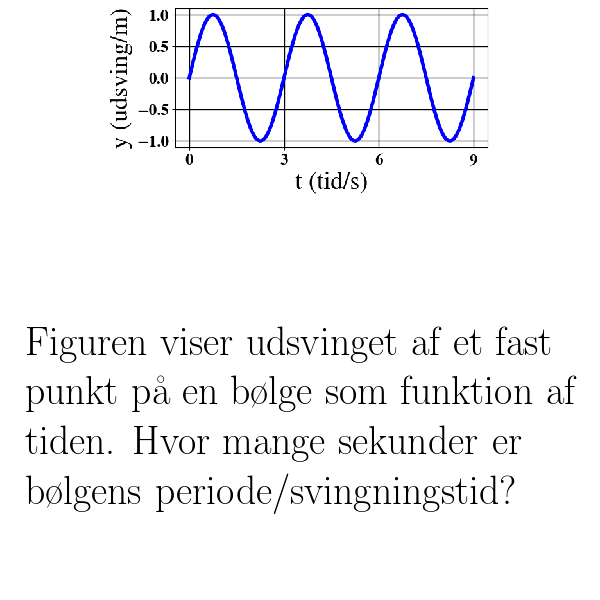 1.0
0.5
0.0
−0.5
−1.0
y (udsving/m)
0 3 6 9
t (tid/s)
Figuren viser udsvinget af et fast
punkt på en bølge som funktion af
tiden. Hvor mange sekunder er
bølgens periode/svingningstid?